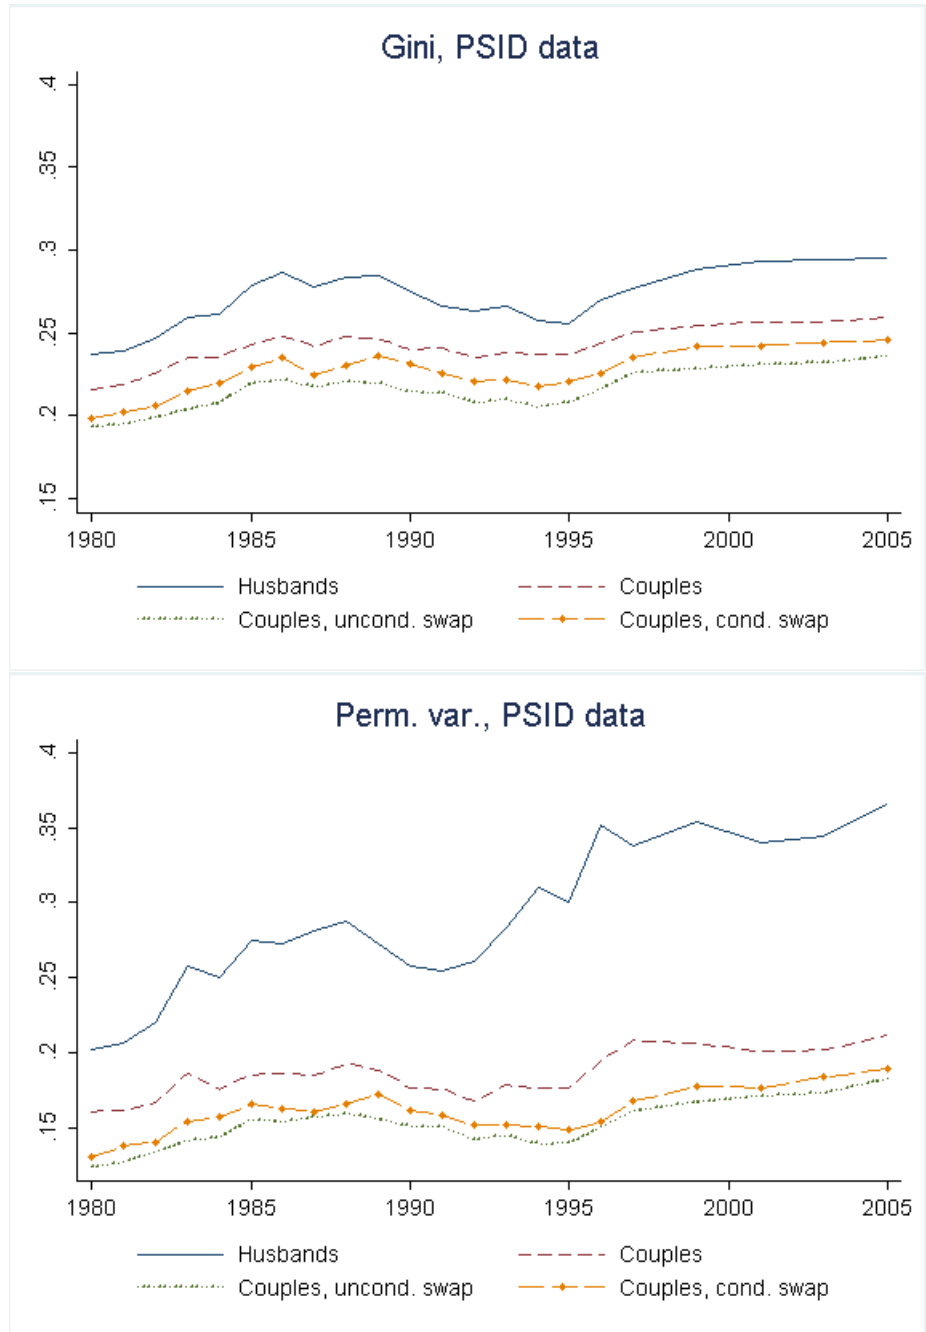 Gini, PSID data
.4
.35
.3
.25
.2
.15
1980 1985 1990 1995 2000 2005
Husbands Couples
Couples, uncond. swap Couples, cond. swap
Perm. var., PSID data
.4
.35
.3
.25
.2
.15
1980 1985 1990 1995 2000 2005
Husbands Couples
Couples, uncond. swap Couples, cond. swap